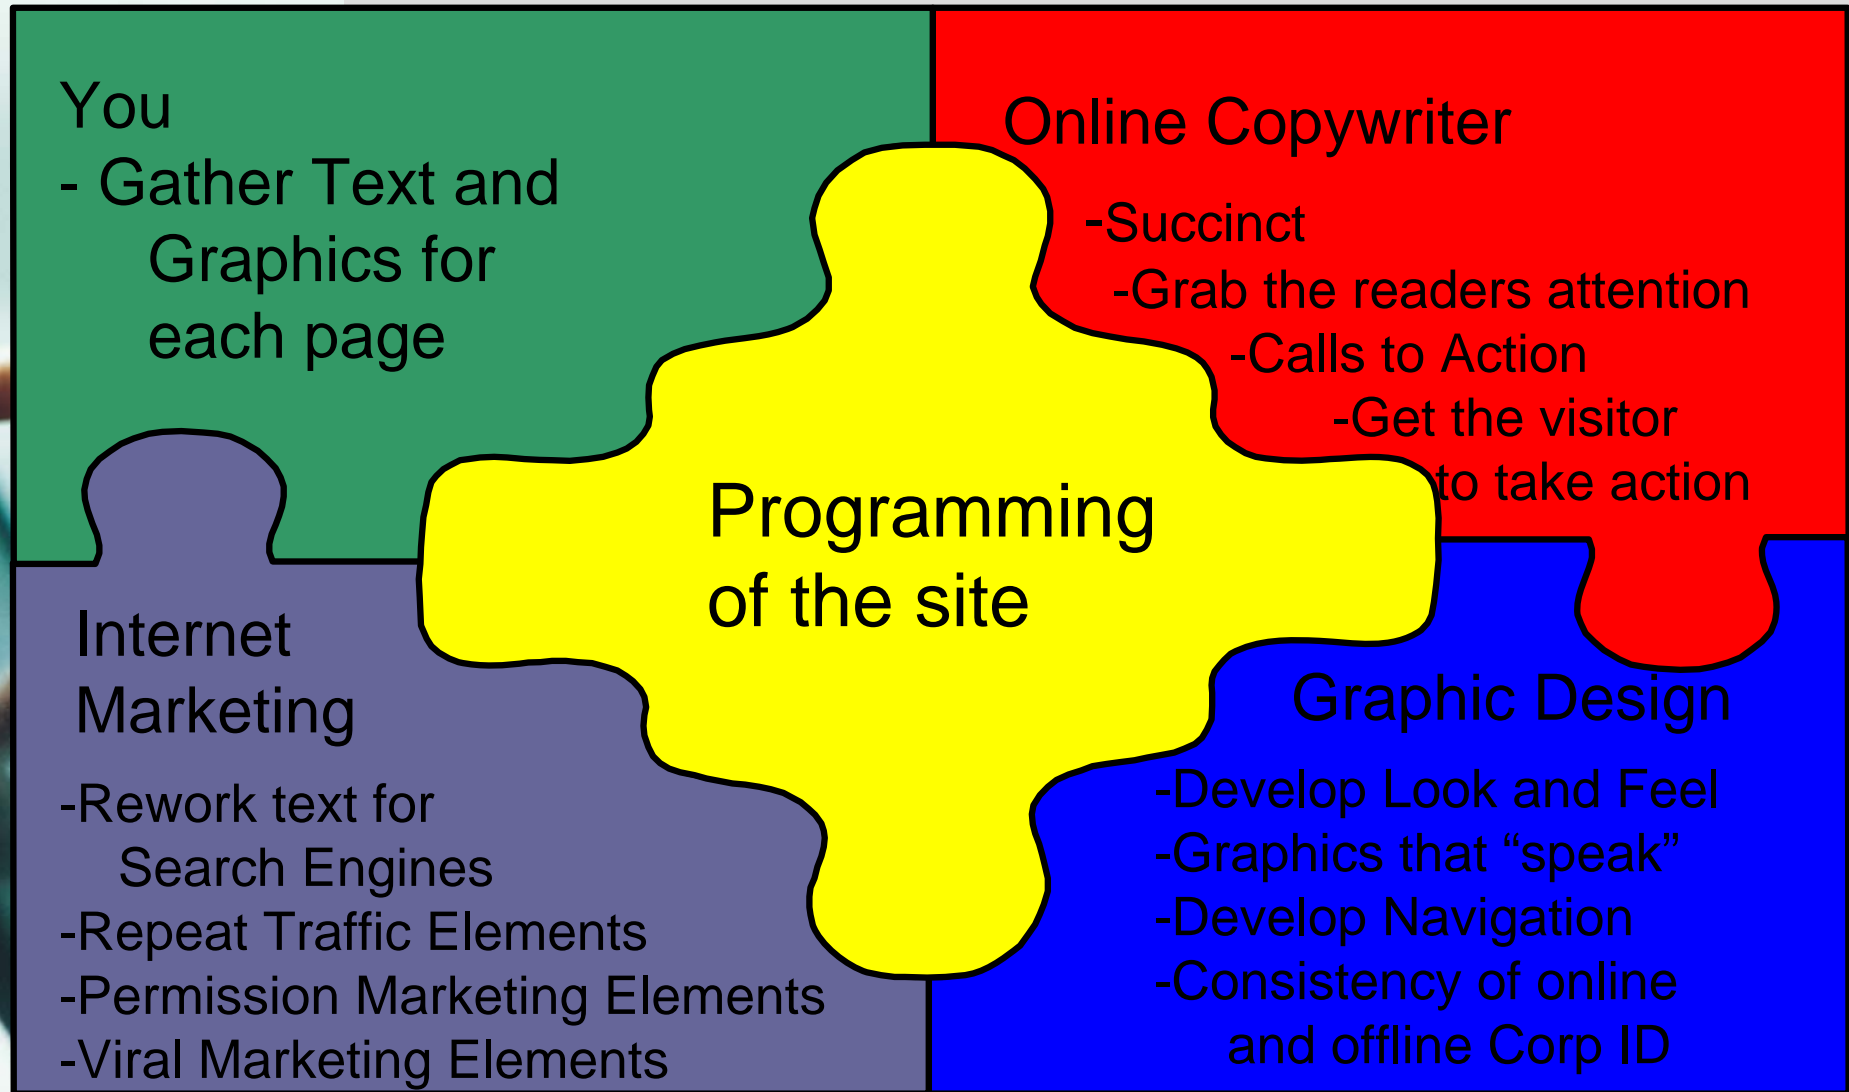 You
- Gather Text and
Graphics for
each page
Online Copywriter
-Succinct
-Grab the readers attention
-Calls to Action
-Get the visitor
to take action
Programming
of the site
Internet
Marketing
-Rework text for
Search Engines
-Repeat Traffic Elements
-Permission Marketing Elements
-Viral Marketing Elements
Graphic Design
-Develop Look and Feel
-Graphics that “speak”
-Develop Navigation
-Consistency of online
and offline Corp ID